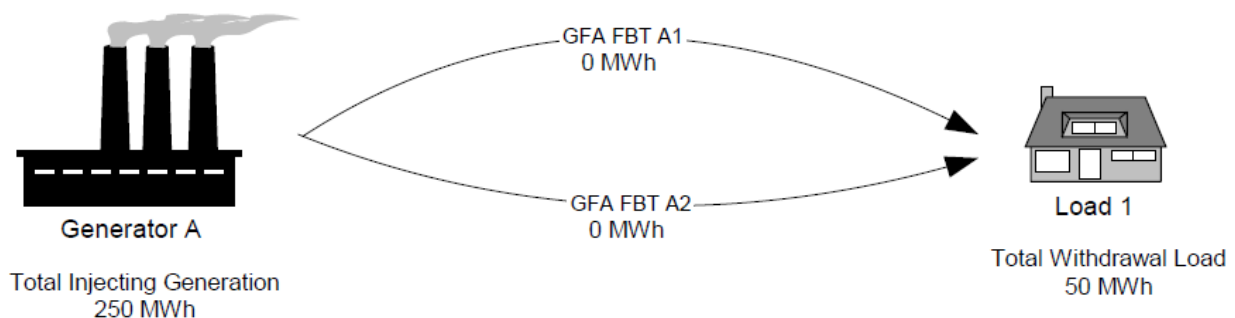 GFA FBT A1
0 MWh
GFA FBT A2
0 MWh
Generator A
Total Injecting Generation
250 MWh
Load 1
Total Withdrawal Load
50 MWh